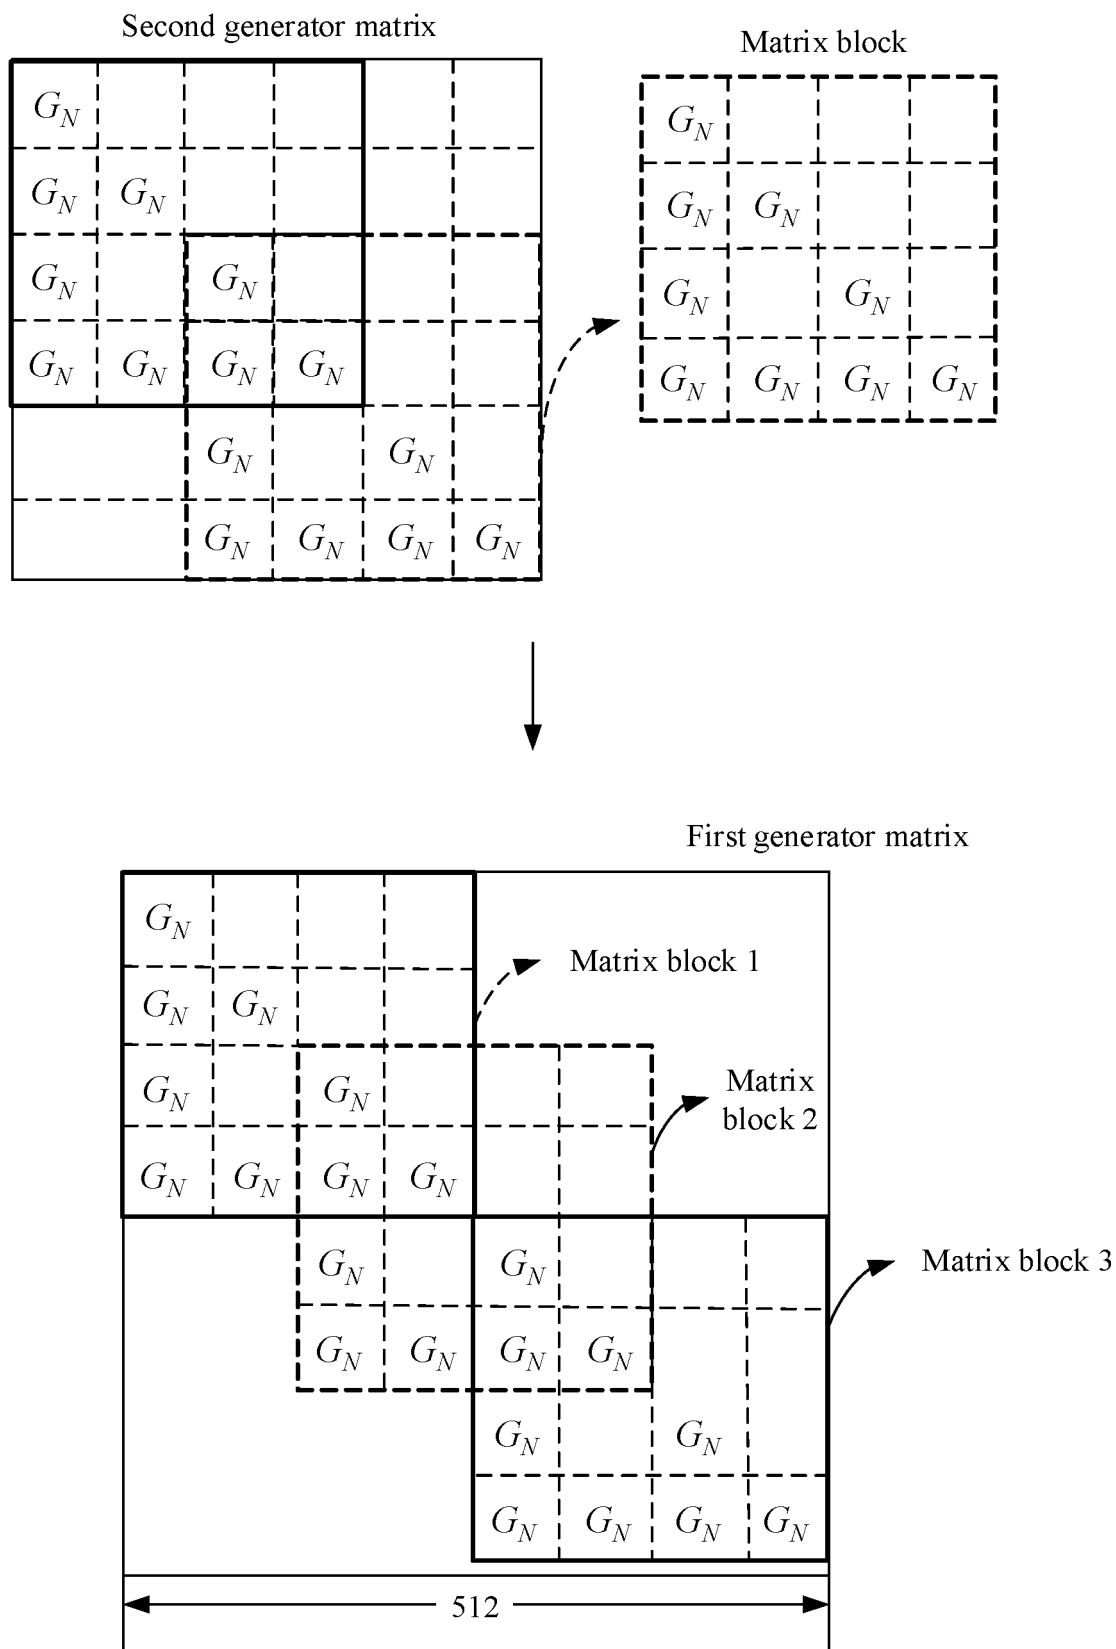 Second generator matrix
Matrix block
G_N
G_N G_N
G_N G_N
G_N G_N G_N G_N
G_N G_N
G_N G_N G_N G_N
G_N
G_N G_N
G_N G_N
G_N G_N G_N G_N
First generator matrix
G_N
Matrix block 1
G_N G_N
G_N G_N
Matrix
block 2
G_N G_N G_N G_N
G_N G_N
Matrix block 3
G_N G_N G_N G_N
G_N G_N
G_N G_N G_N G_N
512